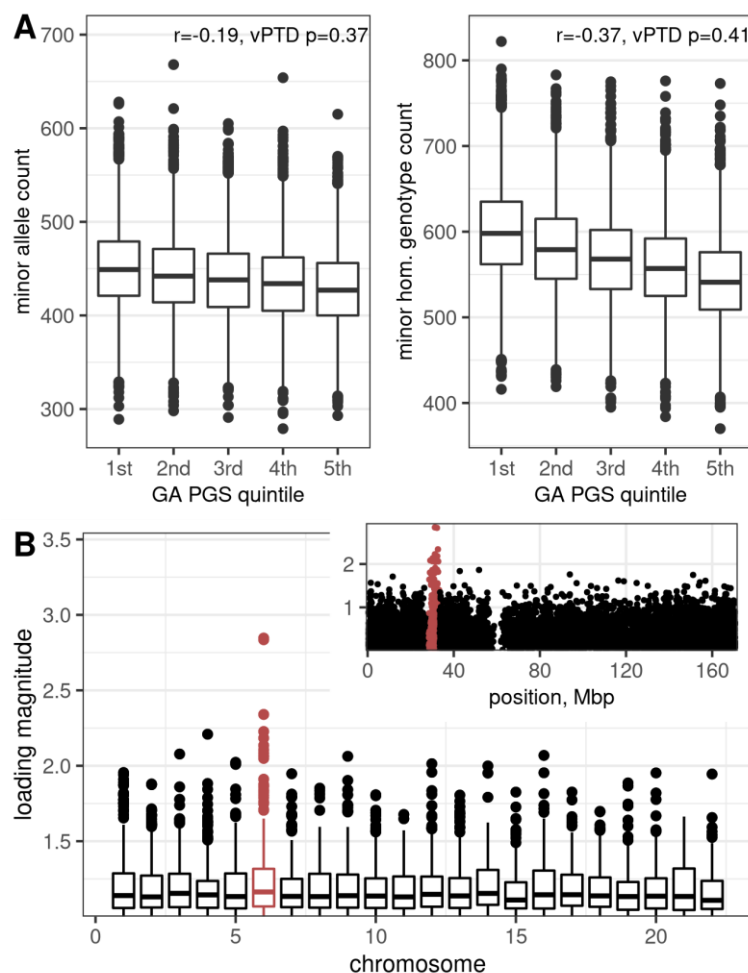 A
r=-0.19, vPTD p=0.37
700
600
500
400
300
minor allele count
1st 2nd 3rd 4th 5th
GA PGS quintile
r=-0.37, vPTD p=0.41
800
700
600
500
400
minor hom. genotype count
1st 2nd 3rd 4th 5th
GA PGS quintile
B
3.5
3.0
2.5
2.0
1.5
loading magnitude
2
1
0 40 80 120 160
position, Mbp
0 5 10 15 20
chromosome